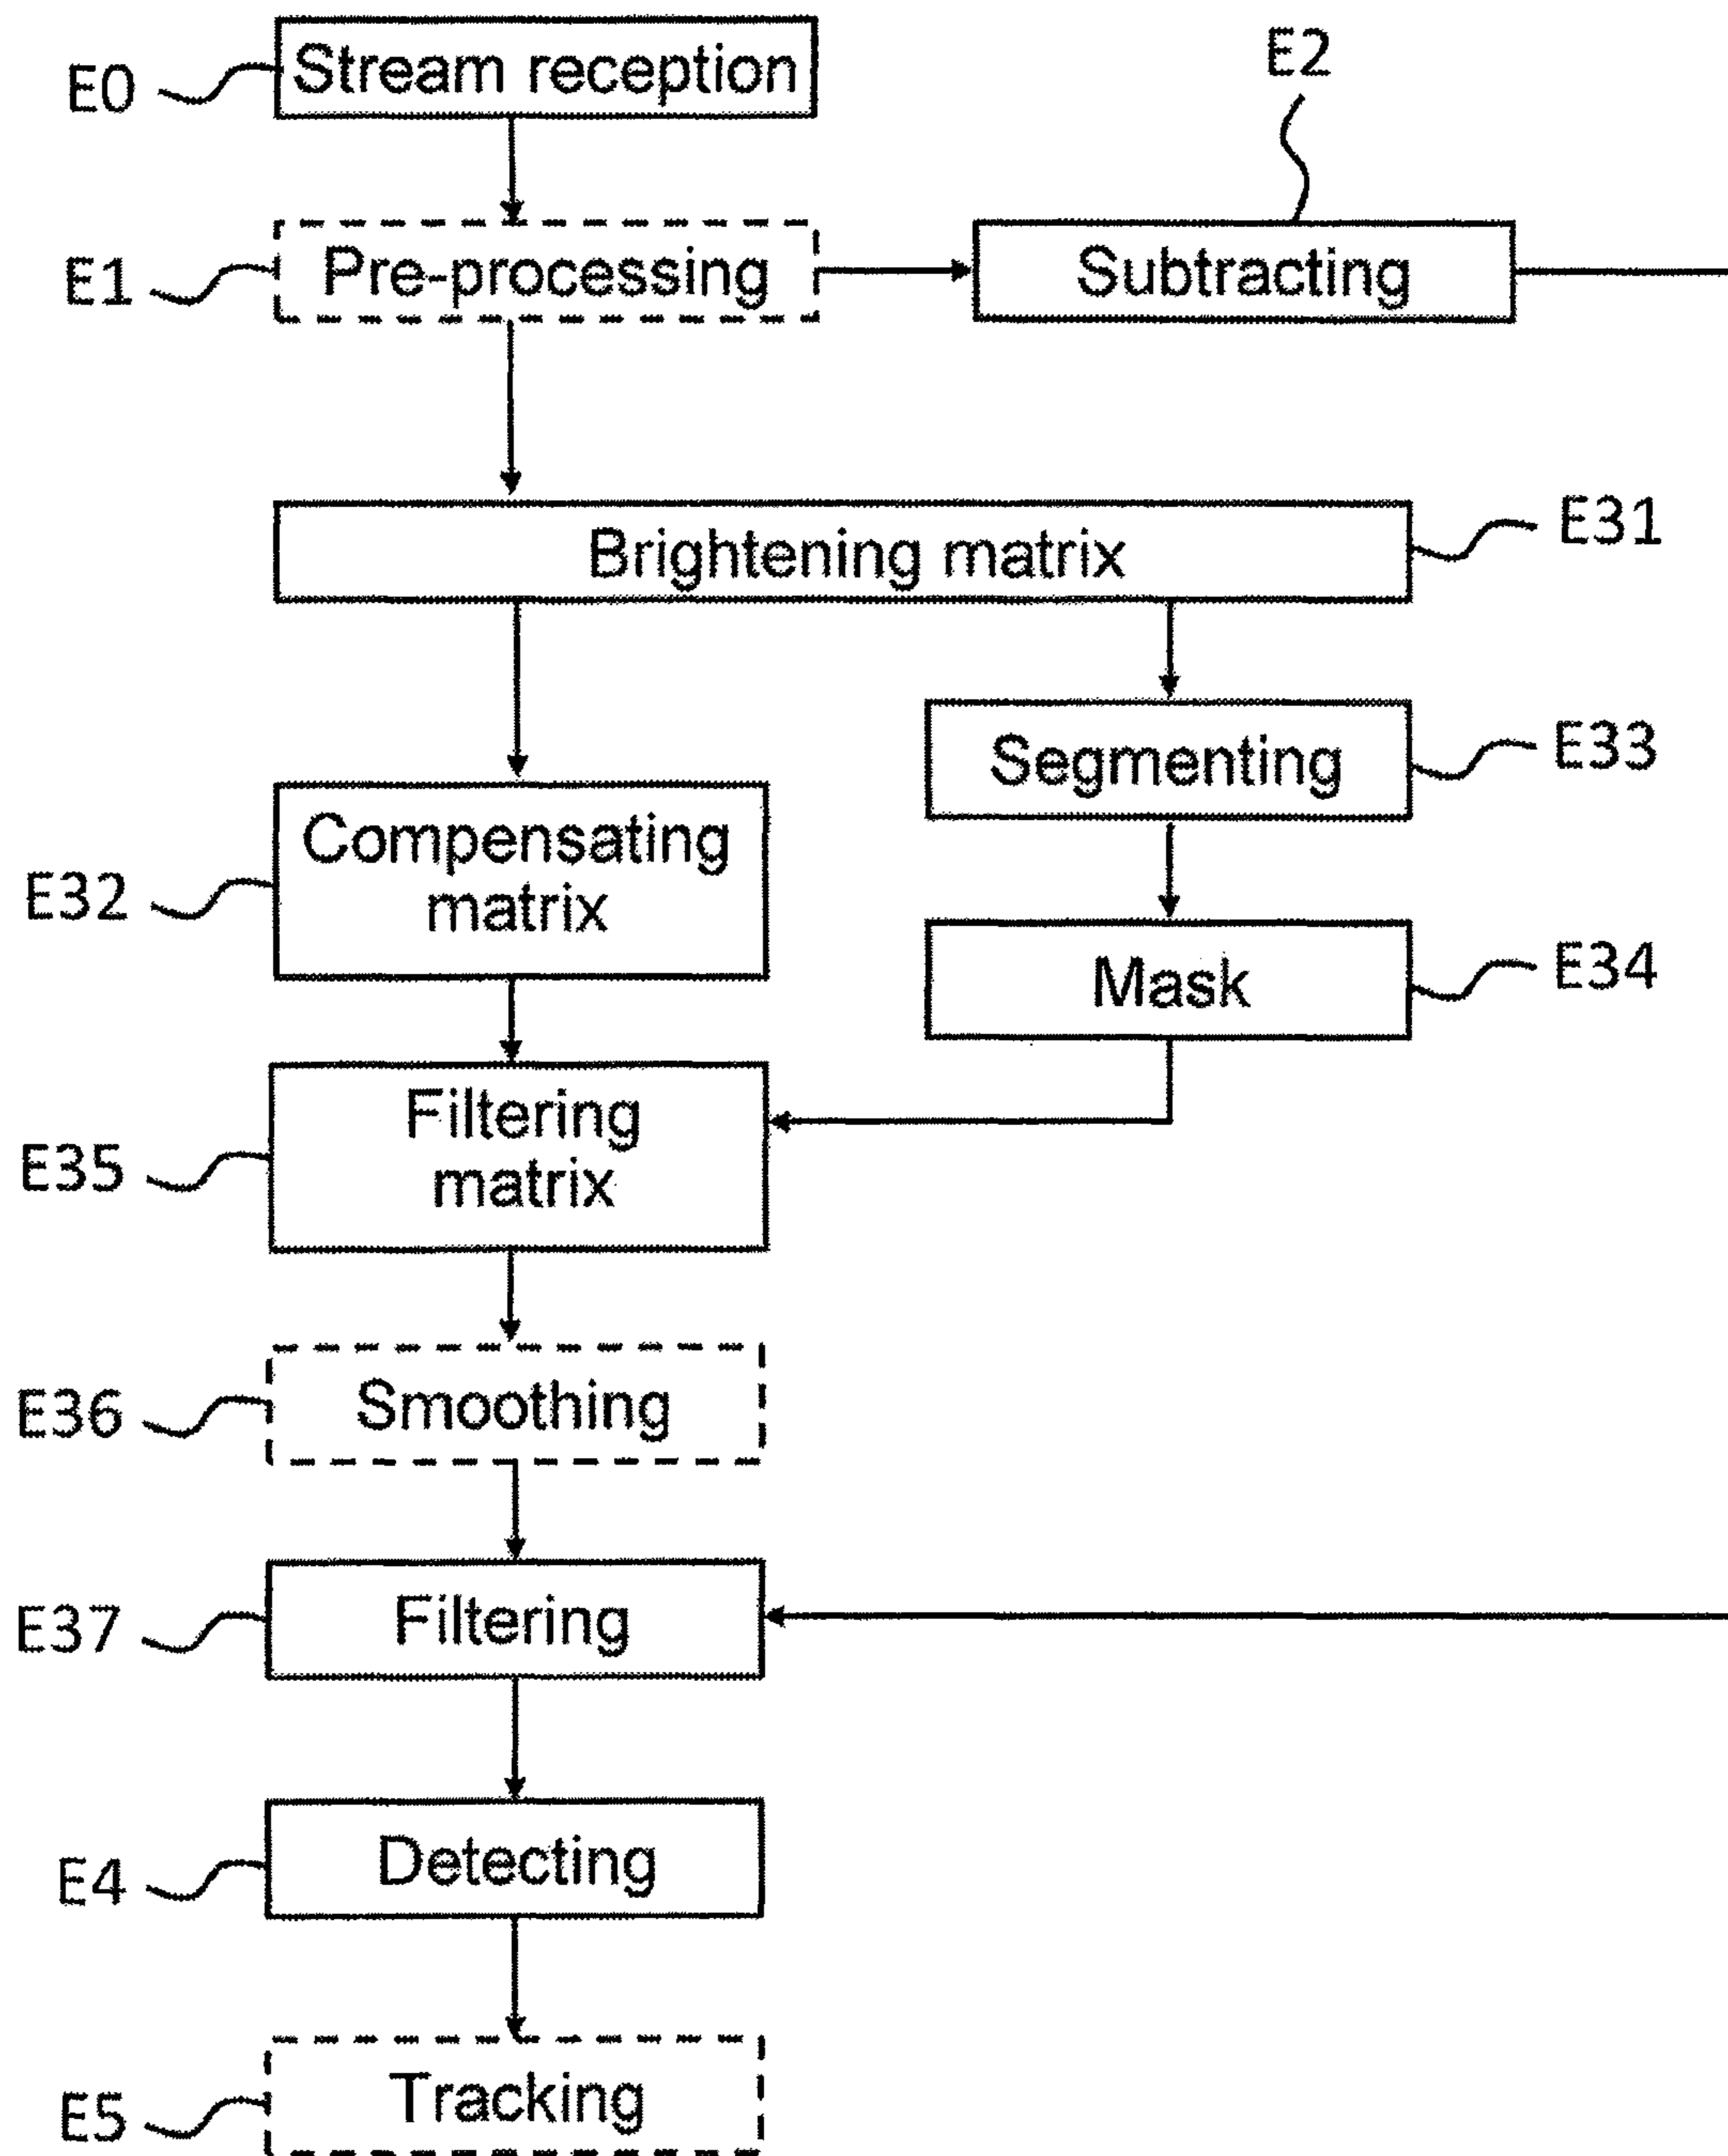 E0
Stream reception
E2
E1
Pre-processing
Subtracting
Brightening matrix
E31
Segmenting
E33
Compensating
matrix
E32
Mask
E34
Filtering
matrix
E35
E36
Smoothing
E37
Filtering
E4
Detecting
E5
Tracking